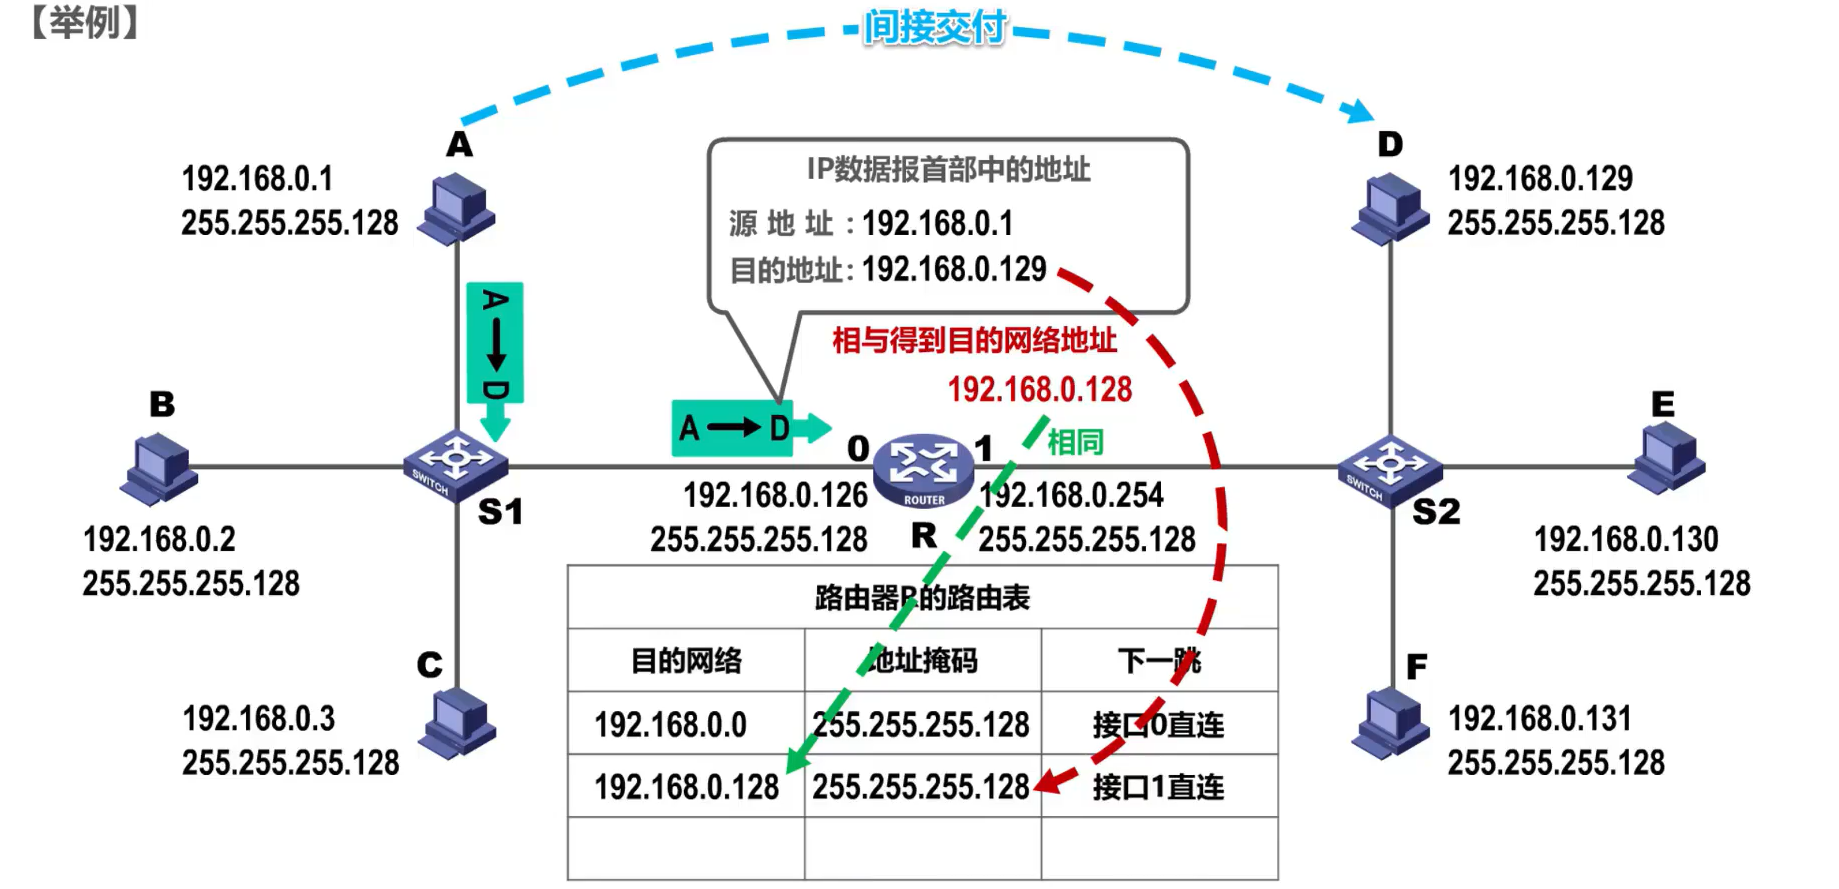 【举例】
间接交付
A
192.168.0.1
255.255.255.128
D
192.168.0.129
255.255.255.128
IP数据报首部中的地址
源地址：192.168.0.1
目的地址：192.168.0.129
相与得到目的网络地址
192.168.0.128
相同
A→D
A→D
B
192.168.0.2
255.255.255.128
SWITCH
S1
0
192.168.0.126
255.255.255.128
ROUTER
R
1
192.168.0.254
255.255.255.128
SWITCH
S2
E
192.168.0.130
255.255.255.128
C
192.168.0.3
255.255.255.128
F
192.168.0.131
255.255.255.128
路由器R的路由表
目的网络 地址掩码 下一跳
192.168.0.0 255.255.255.128 接口0直连
192.168.0.128 255.255.255.128 接口1直连